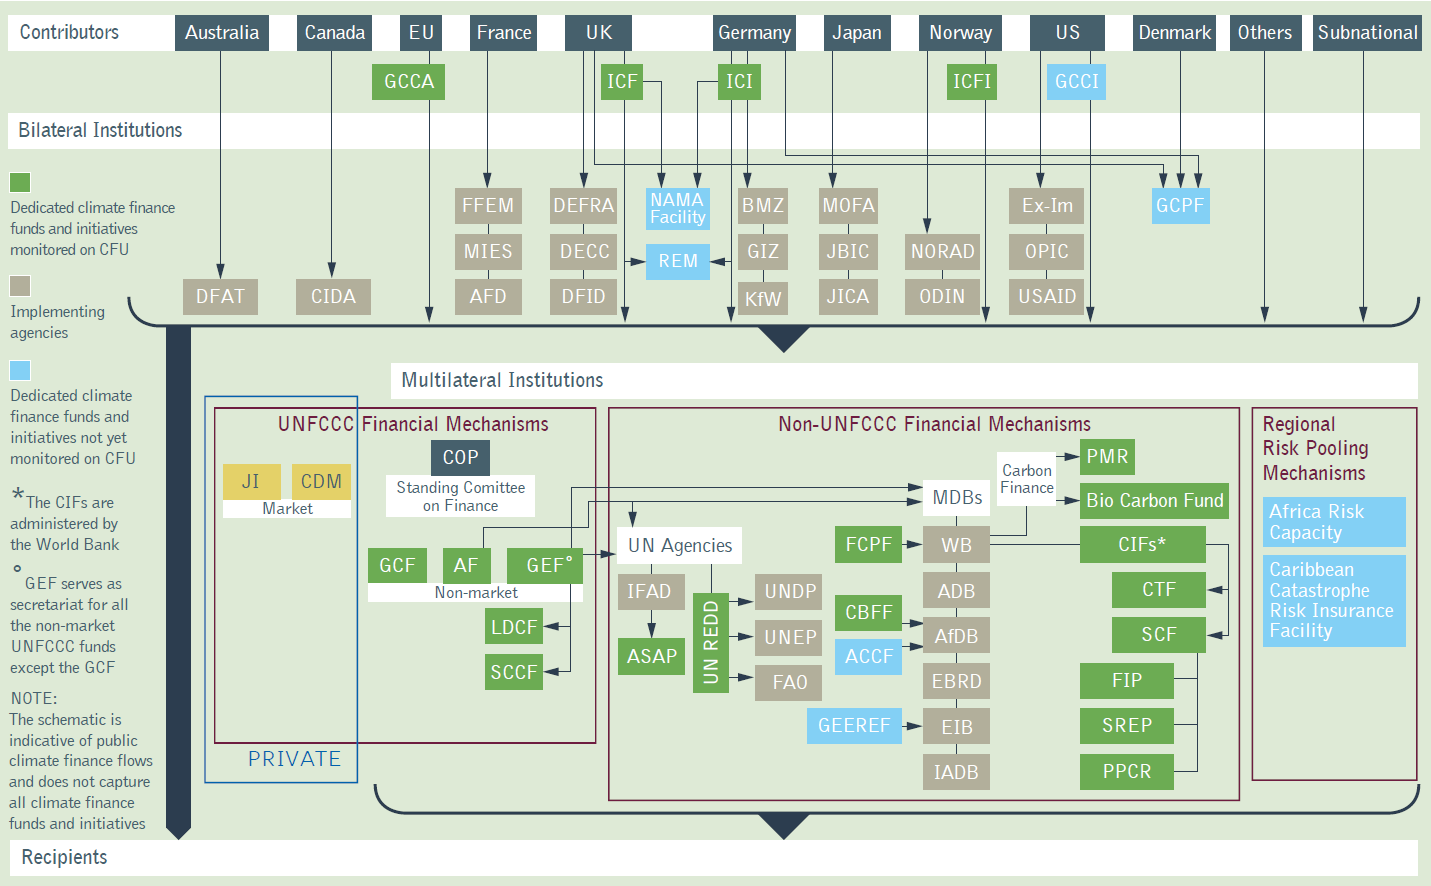 Contributors
Australia
Canada
EU
France
UK
Germany
Japan
Norway
US
Denmark
Others
Subnational
GCCA
ICF
ICI
ICFI
GCCI
Bilateral Institutions
Dedicated climate finance
funds and initiatives
monitored on CFU
Implementing
agencies
Dedicated climate
finance funds and
initiatives not yet
monitored on CFU
*The CIFs are
administered by
the World Bank
°GEF serves as
secretariat for all
the non-market
UNFCCC funds
except the GCF
NOTE:
The schematic is
indicative of public
climate finance flows
and does not capture
all climate finance
funds and initiatives
FFEM
DEFRA
NAMA
Facility
BMZ
MOFA
Ex-Im
GCPF
MIES
DECC
REM
GIZ
JBIC
NORAD
OPIC
DFAT
CIDA
AFD
DFID
KfW
JICA
ODIN
USAID
Multilateral Institutions
UNFCCC Financial Mechanisms
COP
Standing Comittee
on Finance
JI
CDM
Market
GCF
AF
GEF°
Non-market
LDCF
SCCF
PRIVATE
Non-UNFCCC Financial Mechanisms
Carbon
Finance
PMR
MDBs
Bio Carbon Fund
UN Agencies
FCPF
WB
CIFs*
IFAD
UNDP
ADB
CTF
UN REDD
CBFF
UNEP
AfDB
SCF
ASAP
ACCF
FAO
EBRD
FIP
GEEREF
EIB
SREP
IADB
PPCR
Regional
Risk Pooling
Mechanisms
Africa Risk
Capacity
Caribbean
Catastrophe
Risk Insurance
Facility
Recipients